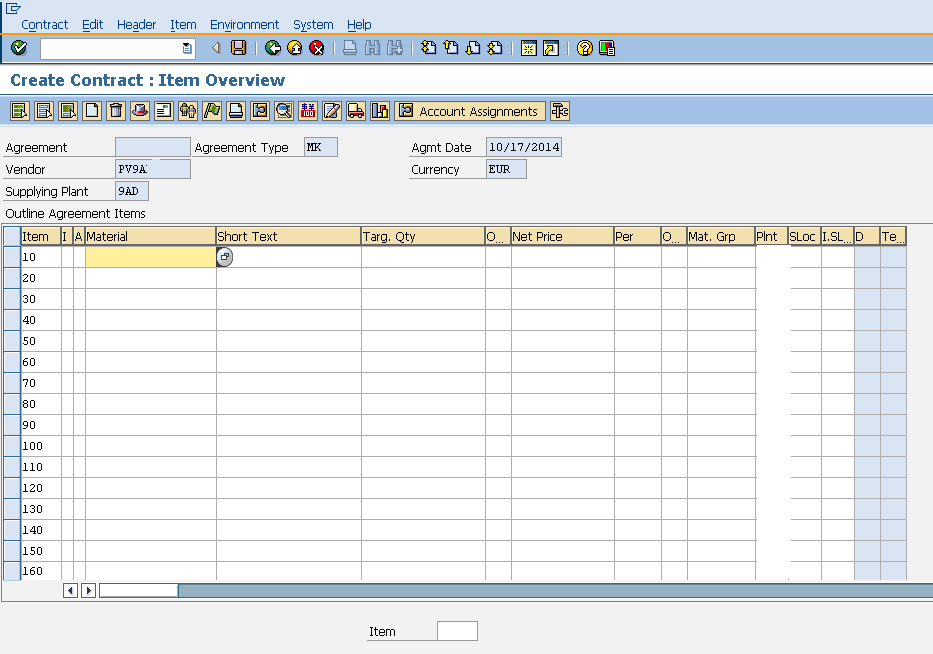 Contract Edit Header Item Environment System Help
Create Contract : Item Overview
Account Assignments
Agreement Agreement Type MK Agmt Date 10/17/2014
Vendor PV9A Currency EUR
Supplying Plant 9AD
Outline Agreement Items
Item I A Material Short Text Targ. Qty O... Net Price Per O... Mat. Grp Plnt SLoc I.SL... D Te...
10
20
30
40
50
60
70
80
90
100
110
120
130
140
150
160
Item